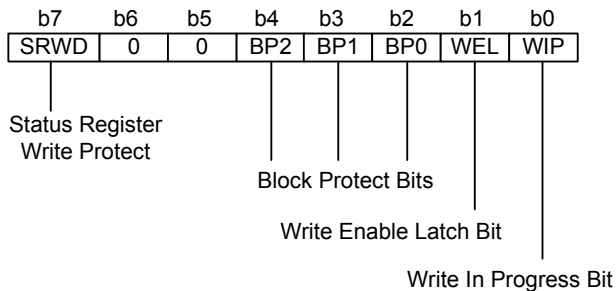 b7 b6 b5 b4 b3 b2 b1 b0
SRWD 0 0 BP2 BP1 BP0 WEL WIP
Status Register
Write Protect
Block Protect Bits
Write Enable Latch Bit
Write In Progress Bit